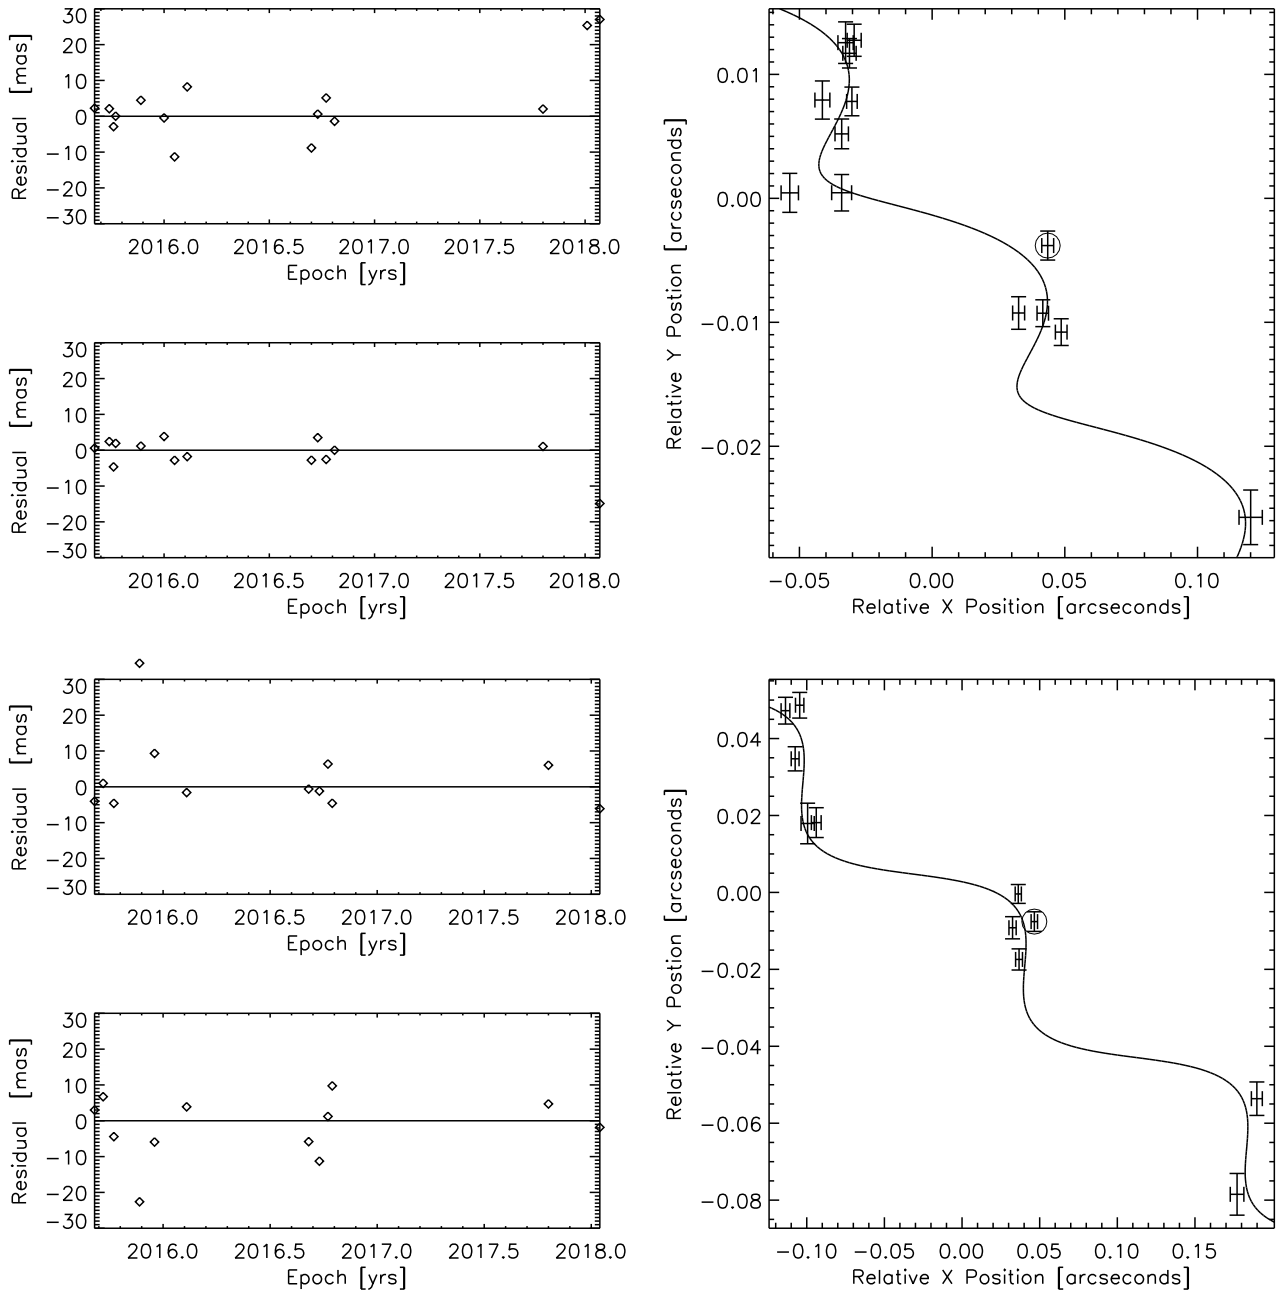 30
20
10
0
−10
−20
−30
Residual [mas]
2016.0 2016.5 2017.0 2017.5 2018.0
Epoch [yrs]
0.01
0.00
−0.01
−0.02
Relative Y Postion [arcseconds]
−0.05 0.00 0.05 0.10
Relative X Position [arcseconds]
30
20
10
0
−10
−20
−30
Residual [mas]
2016.0 2016.5 2017.0 2017.5 2018.0
Epoch [yrs]
30
20
10
0
−10
−20
−30
Residual [mas]
2016.0 2016.5 2017.0 2017.5 2018.0
Epoch [yrs]
0.04
0.02
0.00
−0.02
−0.04
−0.06
−0.08
Relative Y Postion [arcseconds]
−0.10 −0.05 0.00 0.05 0.10 0.15
Relative X Position [arcseconds]
30
20
10
0
−10
−20
−30
Residual [mas]
2016.0 2016.5 2017.0 2017.5 2018.0
Epoch [yrs]